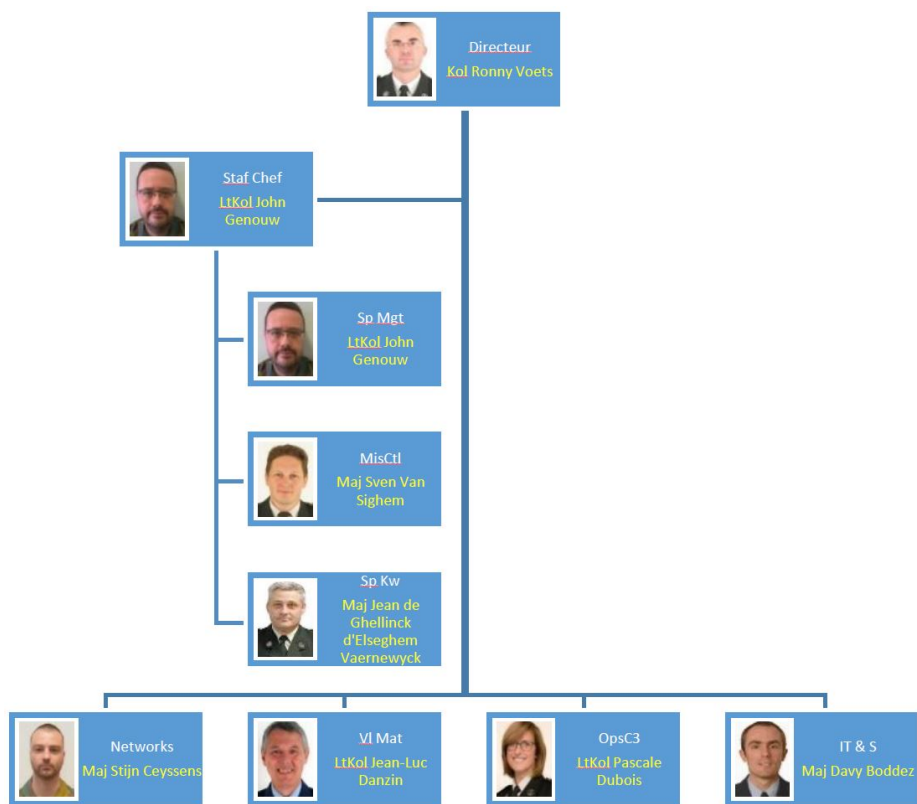 Directeur
Kol Ronny Voets
Staf Chef
LtKol John
Genouw
Sp Mgt
LtKol John
Genouw
MisCtl
Maj Sven Van
Sighem
Sp Kw
Maj Jean de
Ghellinck
d'Elseghem
Vaernewyck
Networks
Maj Stijn Ceyssens
Vl Mat
LtKol Jean-Luc
Danzin
OpsC3
LtKol Pascale
Dubois
IT & S
Maj Davy Boddez